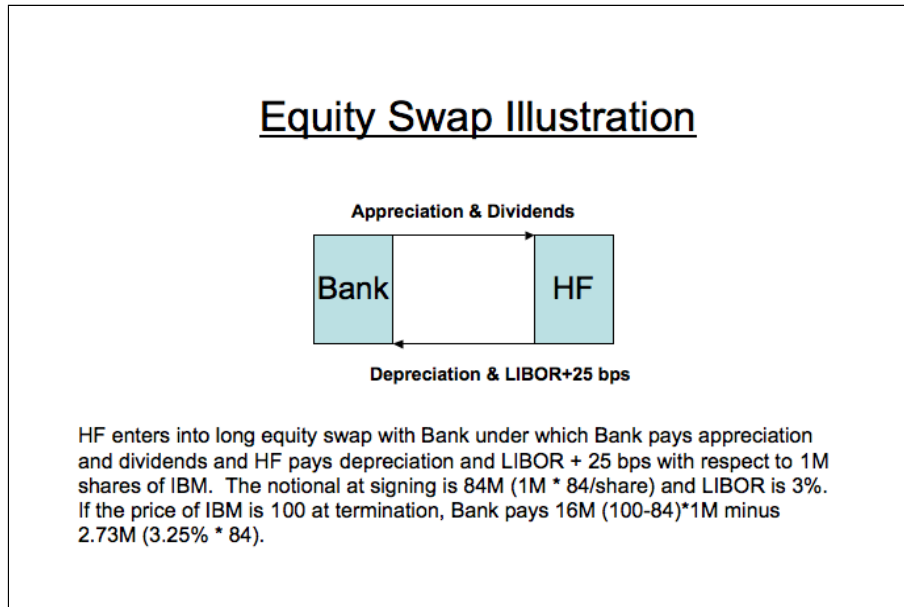 Equity Swap Illustration
Appreciation & Dividends
Bank
HF
Depreciation & LIBOR+25 bps
HF enters into long equity swap with Bank under which Bank pays appreciation
and dividends and HF pays depreciation and LIBOR + 25 bps with respect to 1M
shares of IBM.  The notional at signing is 84M (1M * 84/share) and LIBOR is 3%.
If the price of IBM is 100 at termination, Bank pays 16M (100-84)*1M minus
2.73M (3.25% * 84).